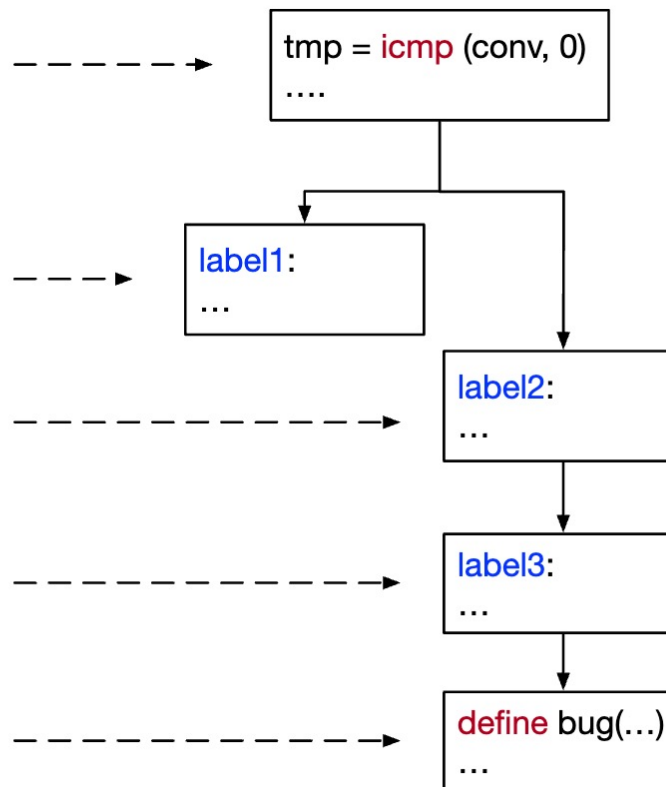 tmp = icmp (conv, 0)
....
label1:
...
label2:
...
label3:
...
define bug(...)
...